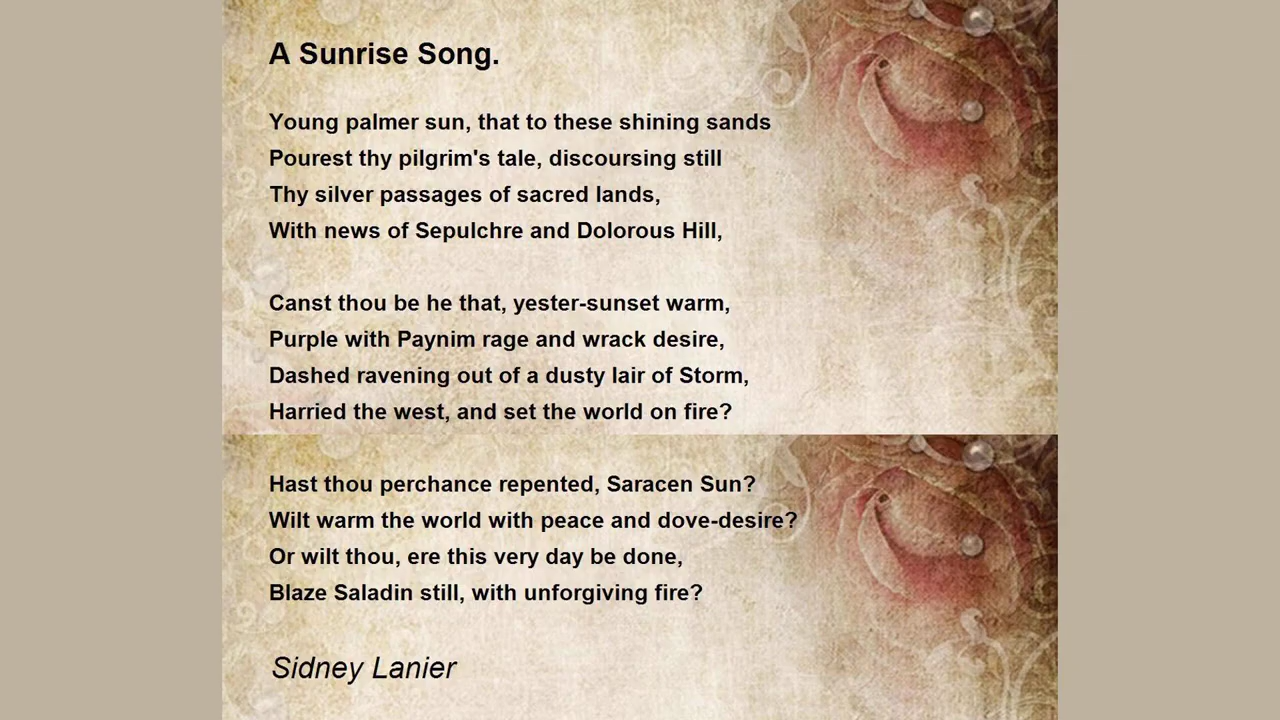 A Sunrise Song.
Young palmer sun, that to these shining sands
Pourest thy pilgrim's tale, discoursing still
Thy silver passages of sacred lands,
With news of Sepulchre and Dolorous Hill,
Canst thou be he that, yester-sunset warm,
Purple with Paynim rage and wrack desire,
Dashed ravening out of a dusty lair of Storm,
Harried the west, and set the world on fire?
Hast thou perchance repented, Saracen Sun?
Wilt warm the world with peace and dove-desire?
Or wilt thou, ere this very day be done,
Blaze Saladin still, with unforgiving fire?
Sidney Lanier